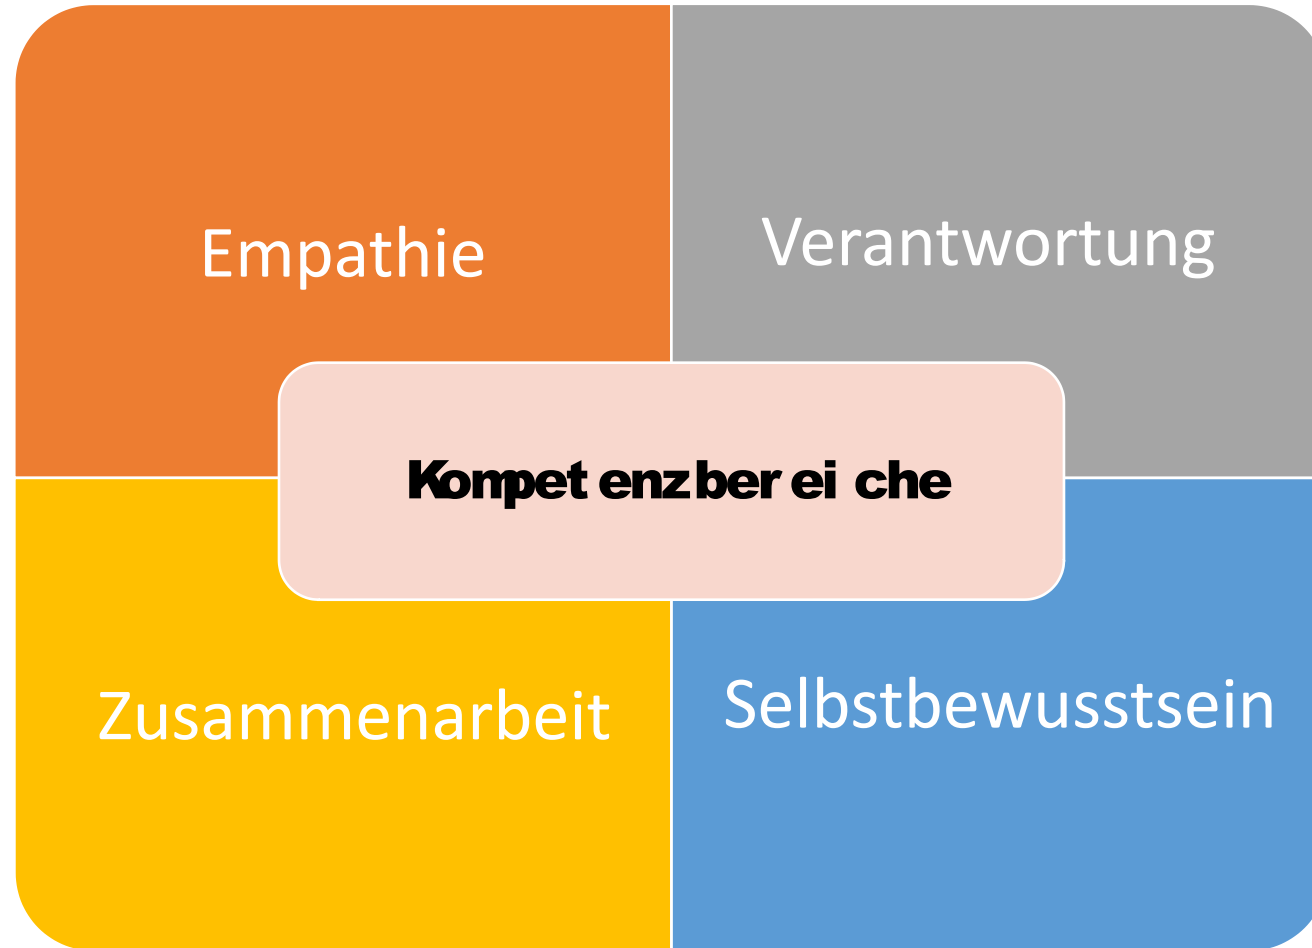 Empathie
Verantwortung
Kompetenzbereiche
Zusammenarbeit
Selbstbewusstsein